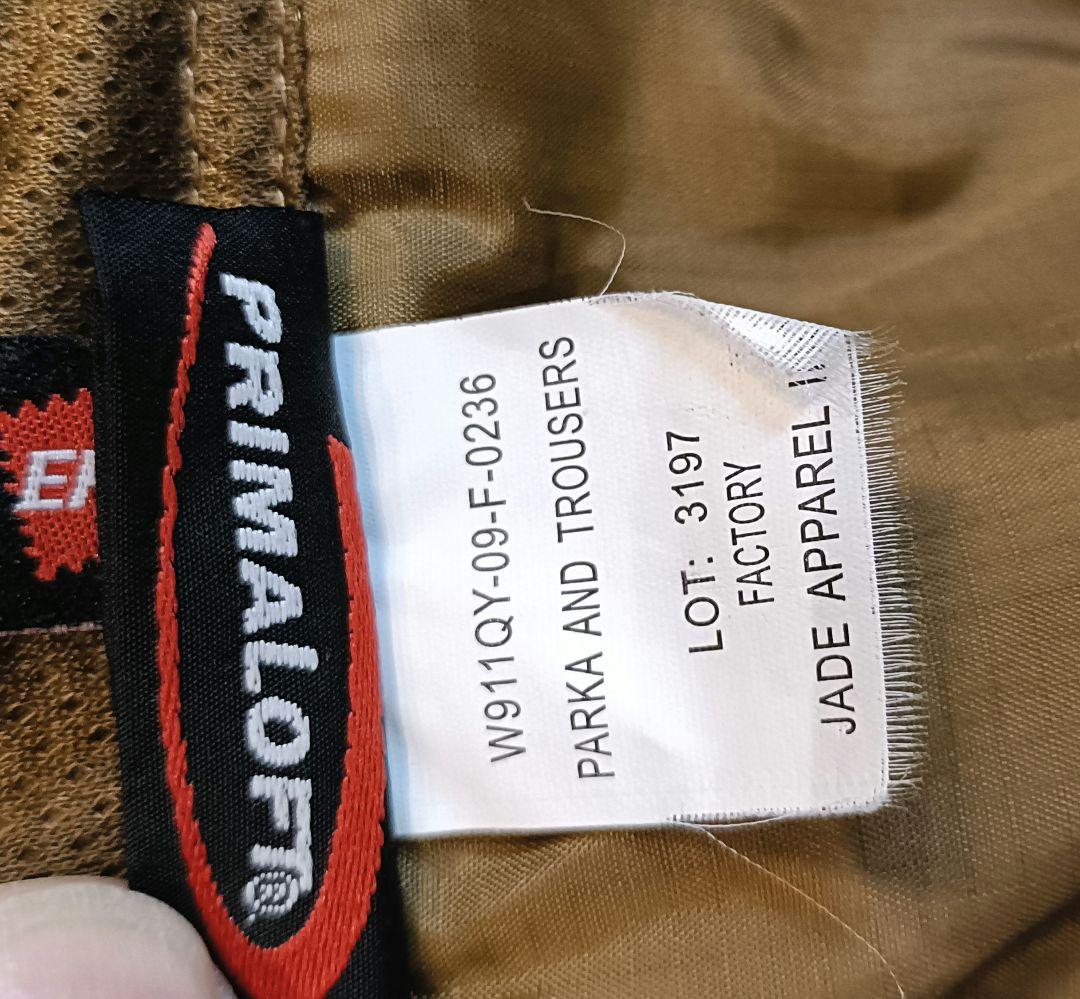 PRIMALOFT®
W911QY-09-F-0236
PARKA AND TROUSERS
LOT: 3197
FACTORY
JADE APPAREL